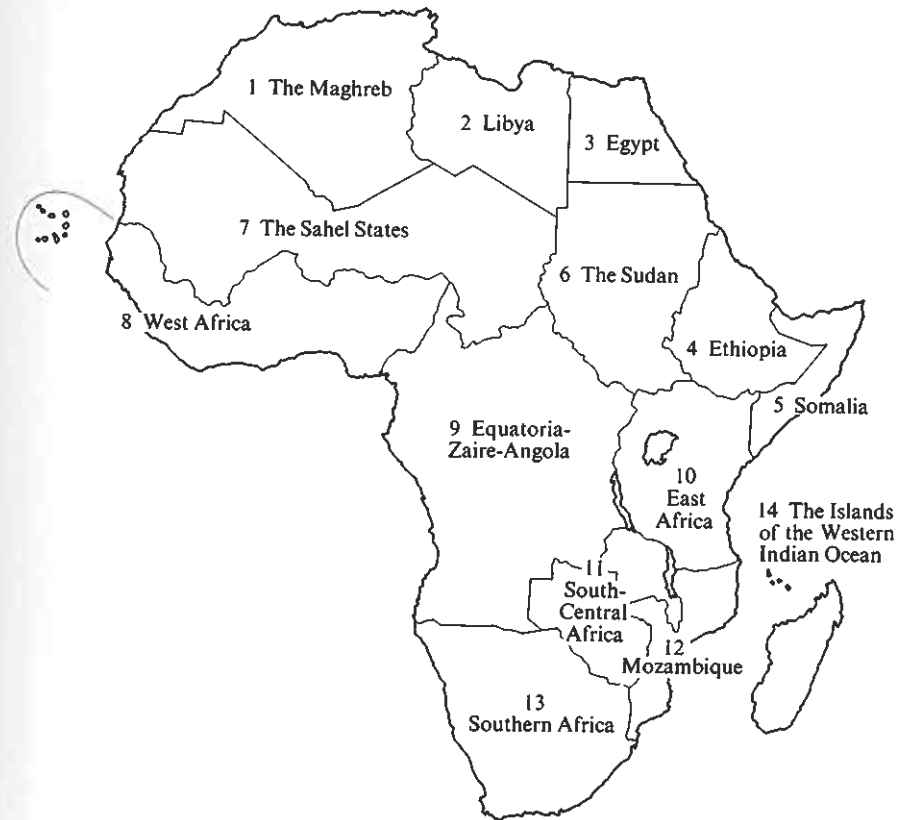 1 The Maghreb
2 Libya
3 Egypt
7 The Sahel States
6 The Sudan
8 West Africa
4 Ethiopia
5 Somalia
9 Equatoria-
Zaire-Angola
10
East
Africa
14 The Islands
of the Western
Indian Ocean
11
South-
Central
Africa
12
Mozambique
13
Southern Africa